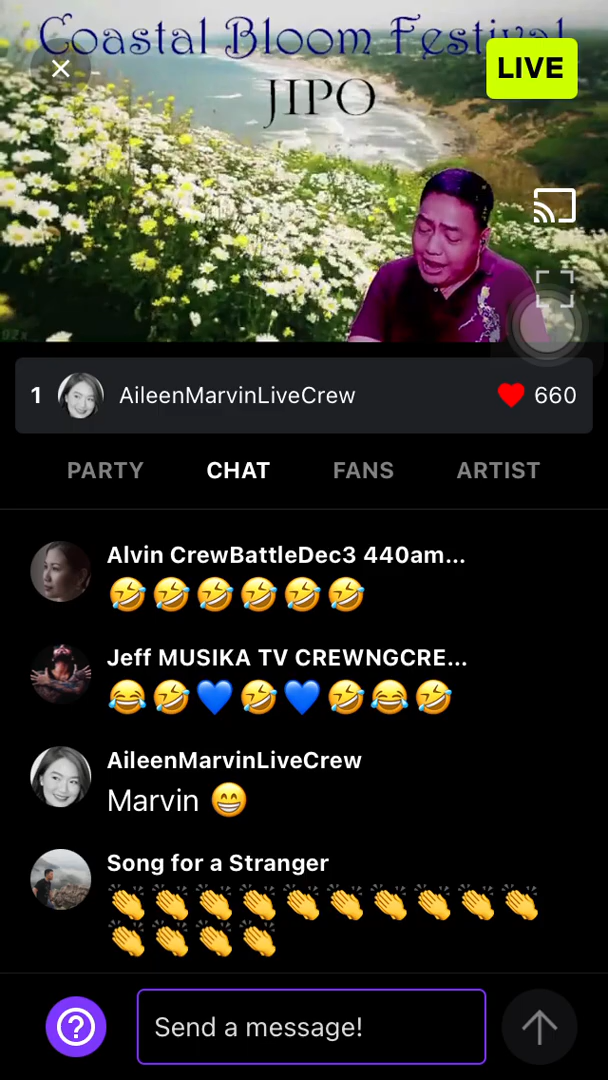 Coastal Bloom Festival
LIVE
JIPO
1 AileenMarvinLiveCrew 660
PARTY CHAT FANS ARTIST
Alvin CrewBattleDec3 440am...
🤣🤣🤣🤣🤣🤣
Jeff MUSIKA TV CREWNGCRE...
😂🤣💙🤣💙🤣😂🤣
AileenMarvinLiveCrew
Marvin 😁
Song for a Stranger
👏👏👏👏👏👏👏👏👏👏
👏👏👏👏
Send a message!